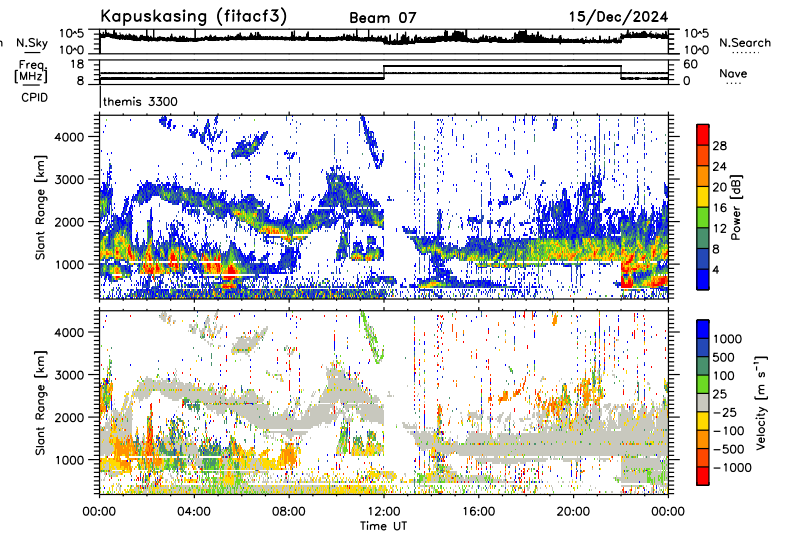 Kapuskasing (fitacf3) Beam 07 15/Dec/2024
n N.Sky 10^5 10^0 10^5 10^0 N.Search
Freq. [MHz] 18 8 60 0 Nave
CPID themis 3300
Slant Range [km] 4000 3000 2000 1000
Power [dB] 28 24 20 16 12 8 4
Slant Range [km] 4000 3000 2000 1000
Velocity [m s⁻¹] 1000 500 100 25 -25 -100 -500 -1000
00:00 04:00 08:00 12:00 16:00 20:00 00:00
Time UT